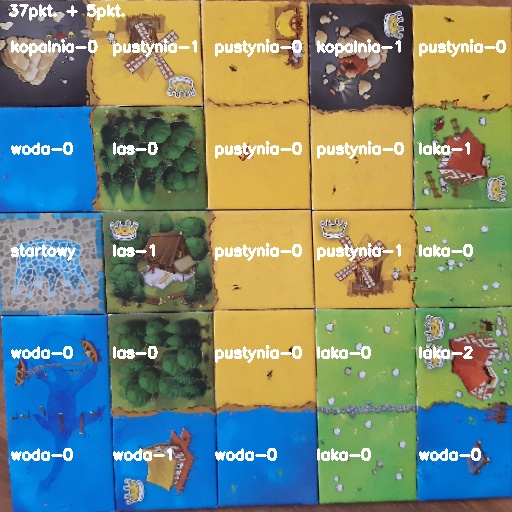 37pkt. + 5pkt.
kopalnia-0 pustynia-1 pustynia-0 kopalnia-1 pustynia-0
woda-0 las-0 pustynia-0 pustynia-0 laka-1
startowy las-1 pustynia-0 pustynia-1 laka-0
woda-0 las-0 pustynia-0 laka-0 laka-2
woda-0 woda-1 woda-0 laka-0 woda-0